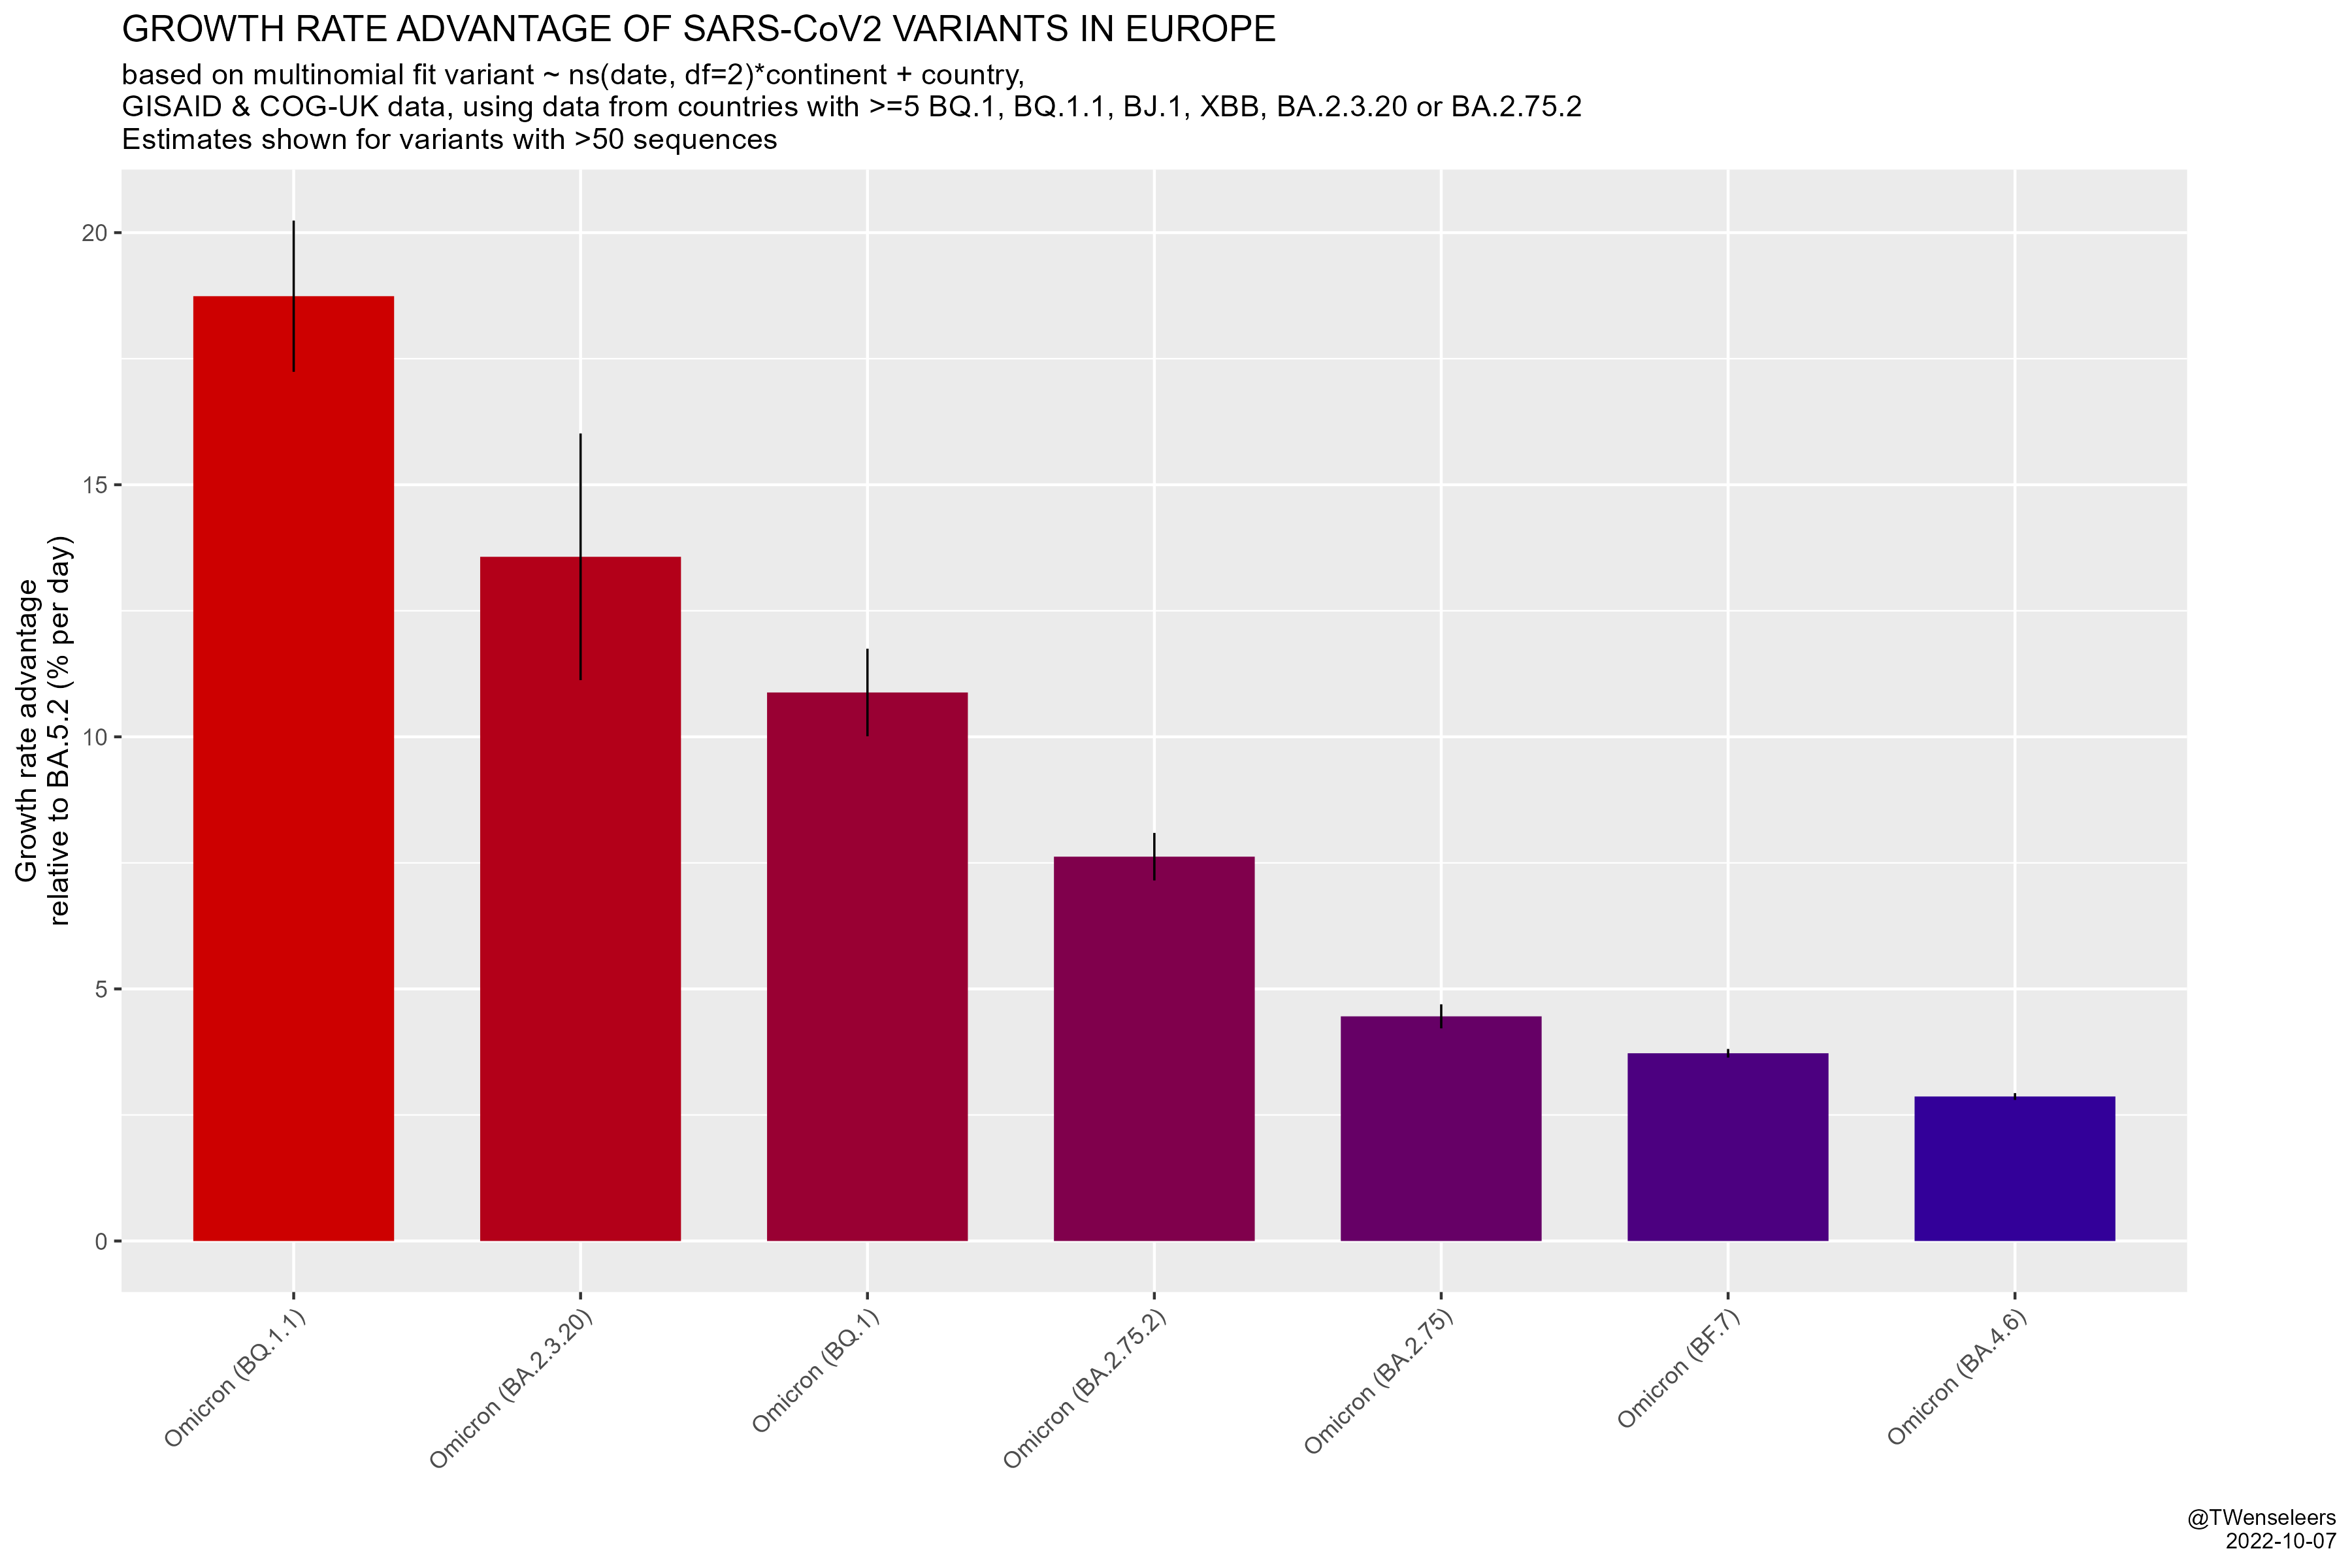 GROWTH RATE ADVANTAGE OF SARS-CoV2 VARIANTS IN EUROPE
based on multinomial fit variant ~ ns(date, df=2)*continent + country,
GISAID & COG-UK data, using data from countries with >=5 BQ.1, BQ.1.1, BJ.1, XBB, BA.2.3.20 or BA.2.75.2
Estimates shown for variants with >50 sequences
Growth rate advantage
relative to BA.5.2 (% per day)
20
15
10
5
0
Omicron (BQ.1.1)
Omicron (BA.2.3.20)
Omicron (BQ.1)
Omicron (BA.2.75.2)
Omicron (BA.2.75)
Omicron (BF.7)
Omicron (BA.4.6)
@TWenseleers
2022-10-07